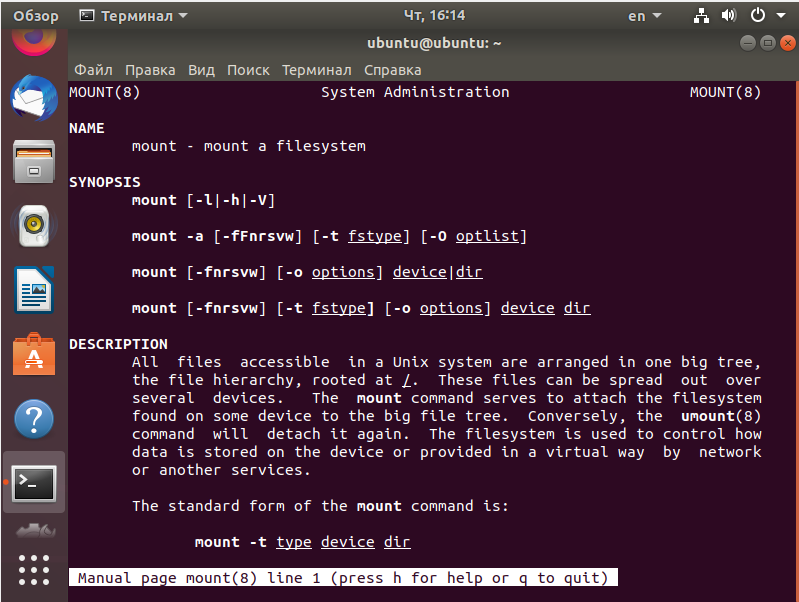 Обзор Терминал Чт, 16:14 en
ubuntu@ubuntu: ~
Файл Правка Вид Поиск Терминал Справка
MOUNT(8) System Administration MOUNT(8)
NAME
mount - mount a filesystem
SYNOPSIS
mount [-l|-h|-V]
mount -a [-fFnrsvw] [-t fstype] [-O optlist]
mount [-fnrsvw] [-o options] device|dir
mount [-fnrsvw] [-t fstype] [-o options] device dir
DESCRIPTION
All files accessible in a Unix system are arranged in one big tree,
the file hierarchy, rooted at /. These files can be spread out over
several devices. The mount command serves to attach the filesystem
found on some device to the big file tree. Conversely, the umount(8)
command will detach it again. The filesystem is used to control how
data is stored on the device or provided in a virtual way by network
or another services.
The standard form of the mount command is:
mount -t type device dir
Manual page mount(8) line 1 (press h for help or q to quit)